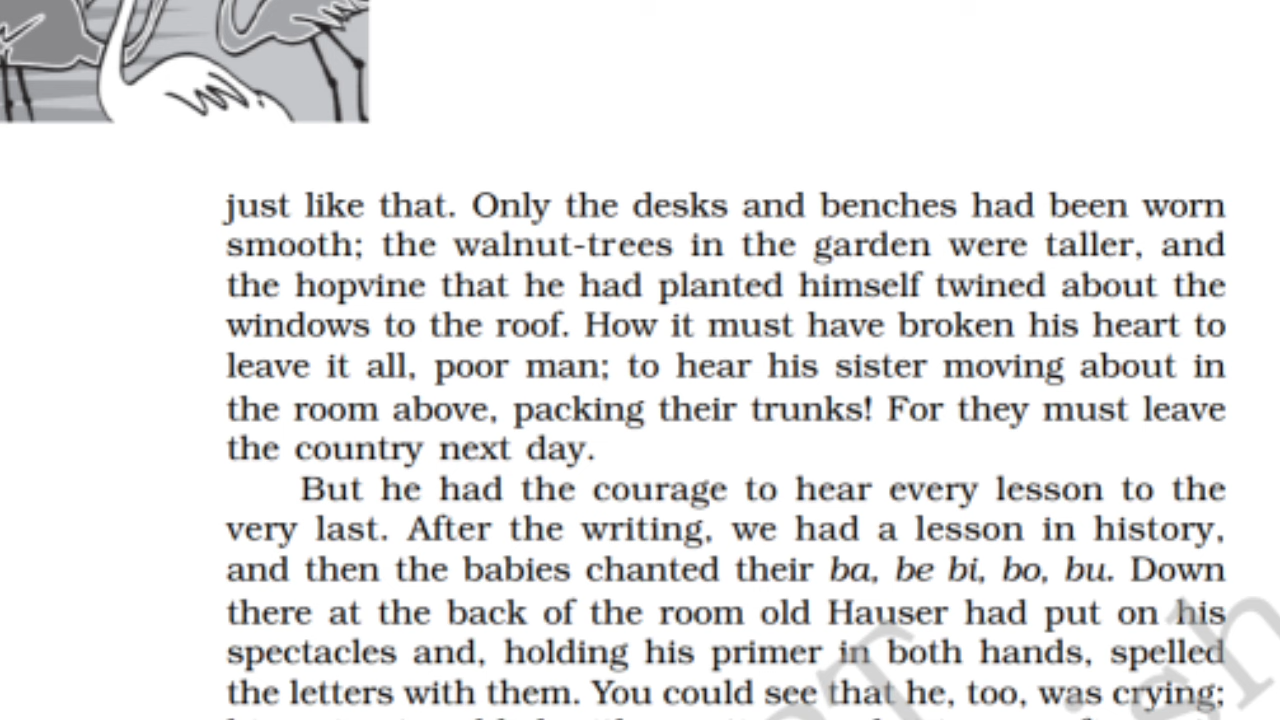 just like that. Only the desks and benches had been worn
smooth; the walnut-trees in the garden were taller, and
the hopvine that he had planted himself twined about the
windows to the roof. How it must have broken his heart to
leave it all, poor man; to hear his sister moving about in
the room above, packing their trunks! For they must leave
the country next day.
But he had the courage to hear every lesson to the
very last. After the writing, we had a lesson in history,
and then the babies chanted their ba, be bi, bo, bu. Down
there at the back of the room old Hauser had put on his
spectacles and, holding his primer in both hands, spelled
the letters with them. You could see that he, too, was crying;